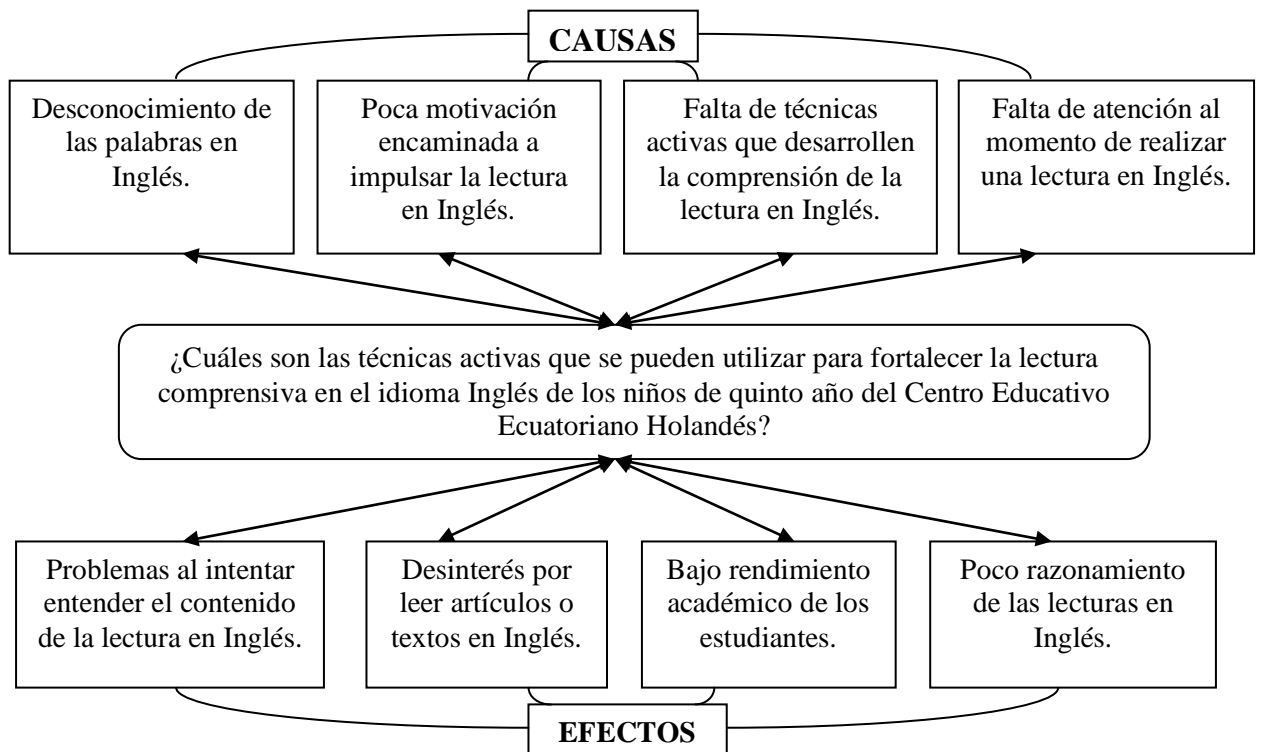 CAUSAS
Desconocimiento de
las palabras en
Inglés.
Poca motivación
encaminada a
impulsar la lectura
en Inglés.
Falta de técnicas
activas que desarrollen
la comprensión de la
lectura en Inglés.
Falta de atención al
momento de realizar
una lectura en Inglés.
¿Cuáles son las técnicas activas que se pueden utilizar para fortalecer la lectura
comprensiva en el idioma Inglés de los niños de quinto año del Centro Educativo
Ecuatoriano Holandés?
Problemas al intentar
entender el contenido
de la lectura en Inglés.
Desinterés por
leer artículos o
textos en Inglés.
Bajo rendimiento
académico de los
estudiantes.
Poco razonamiento
de las lecturas en
Inglés.
EFECTOS